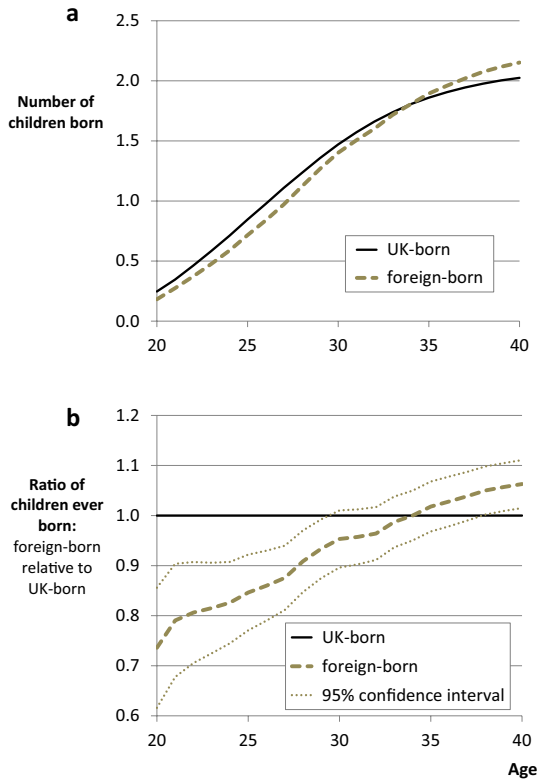 a
2.5
2.0
Number of
children born
1.5
1.0
0.5
0.0
UK-born
foreign-born
20 25 30 35 40
b
1.2
1.1
Ratio of
children ever
born:
foreign-born
relative to
UK-born
1.0
0.9
0.8
0.7
0.6
UK-born
foreign-born
95% confidence interval
20 25 30 35 40
Age